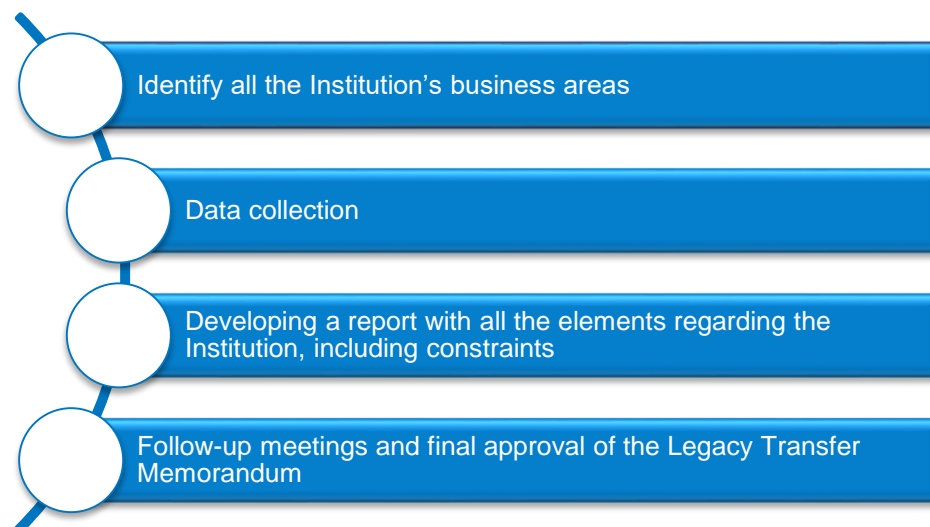 Identify all the Institution’s business areas
Data collection
Developing a report with all the elements regarding the
Institution, including constraints
Follow-up meetings and final approval of the Legacy Transfer
Memorandum